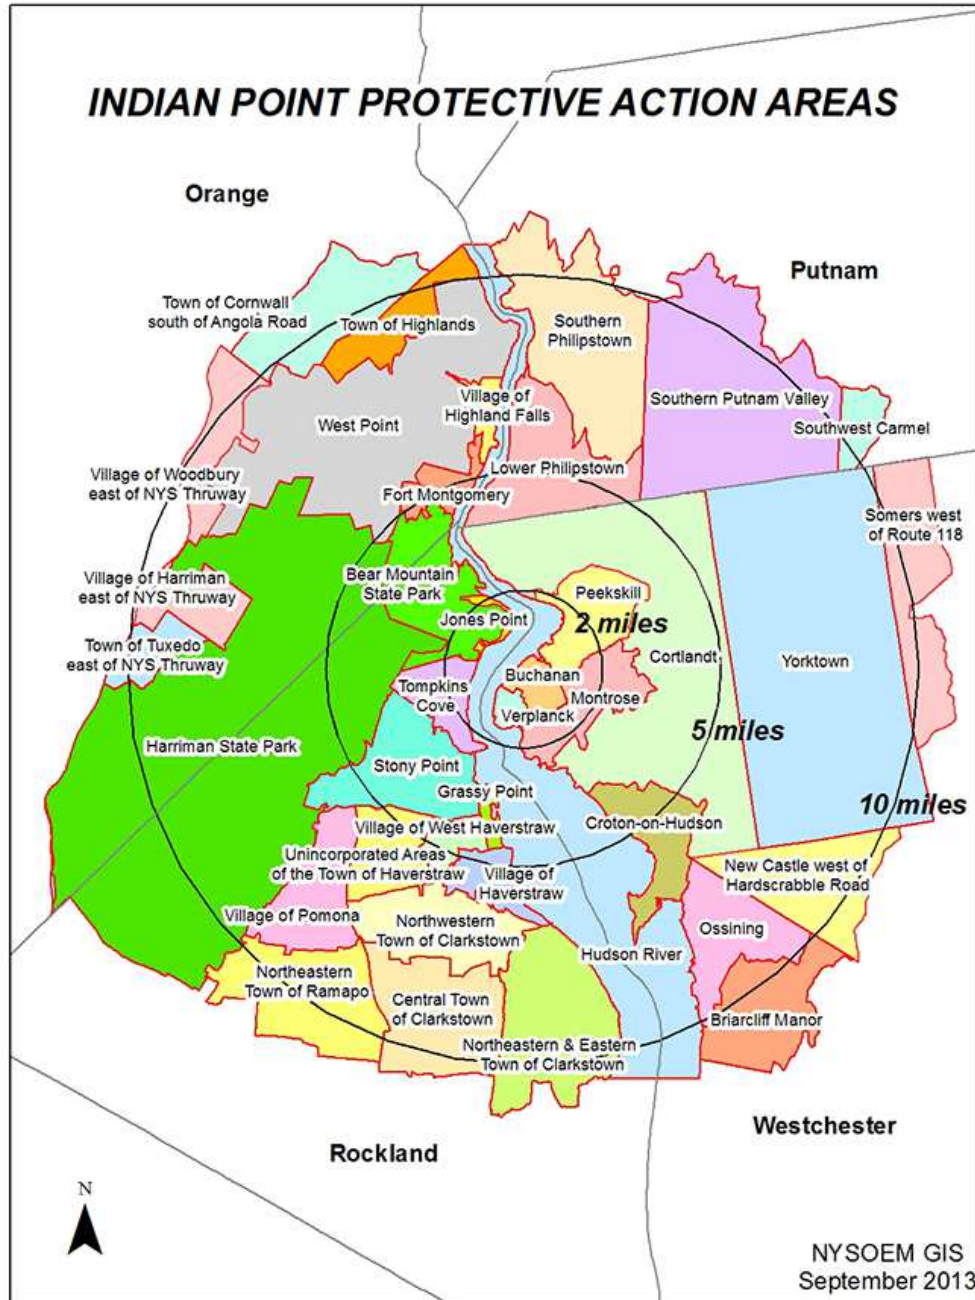 INDIAN POINT PROTECTIVE ACTION AREAS
Orange
Putnam
Town of Cornwall
south of Angola Road
Town of Highlands
Southern
Philipstown
Village of
Highland Falls
Southern Putnam Valley
West Point
Southwest Carmel
Lower Philipstown
Village of Woodbury
east of NYS Thruway
Fort Montgomery
Somers west
of Route 118
Bear Mountain
State Park
Village of Harriman
east of NYS Thruway
Peekskill
Jones Point
2 miles
Town of Tuxedo
east of NYS Thruway
Cortlandt
Yorktown
Buchanan
Tompkins
Cove
Montrose
Verplanck
5 miles
Harriman State Park
Stony Point
Grassy Point
10 miles
Village of West Haverstraw
Croton-on-Hudson
Unincorporated Areas
of the Town of Haverstraw
Village of
Haverstraw
New Castle west of
Hardscrabble Road
Village of Pomona
Northwestern
Town of Clarkstown
Ossining
Hudson River
Northeastern
Town of Ramapo
Central Town
of Clarkstown
Briarcliff Manor
Northeastern & Eastern
Town of Clarkstown
Westchester
Rockland
N
NYSOEM GIS
September 2013